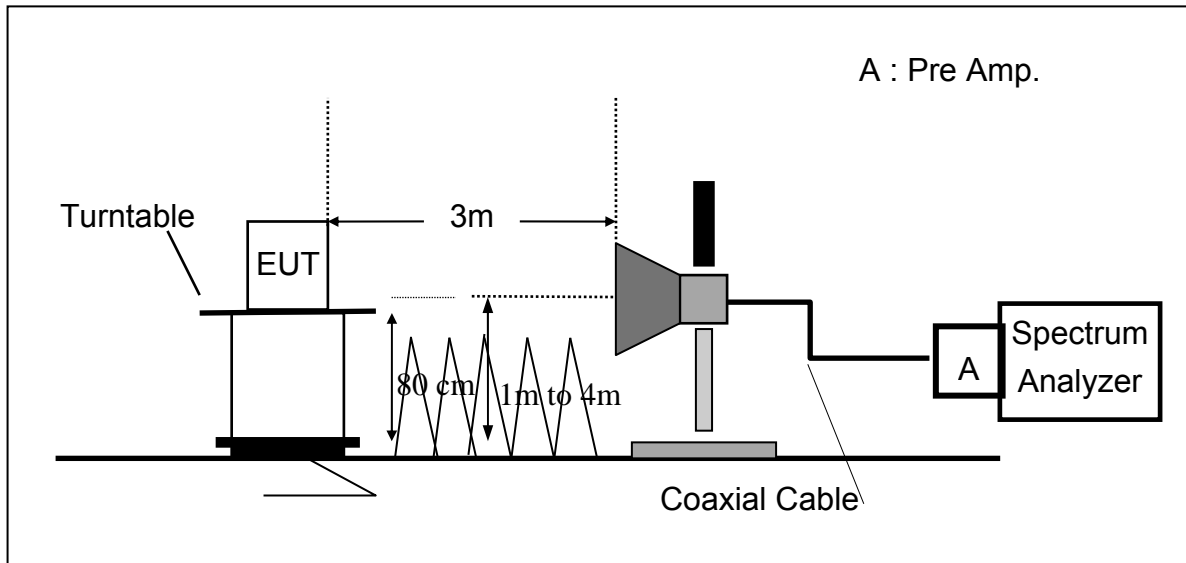 A : Pre Amp.
Turntable
3m
EUT
80 cm
1m to 4m
A
Spectrum
Analyzer
Coaxial Cable